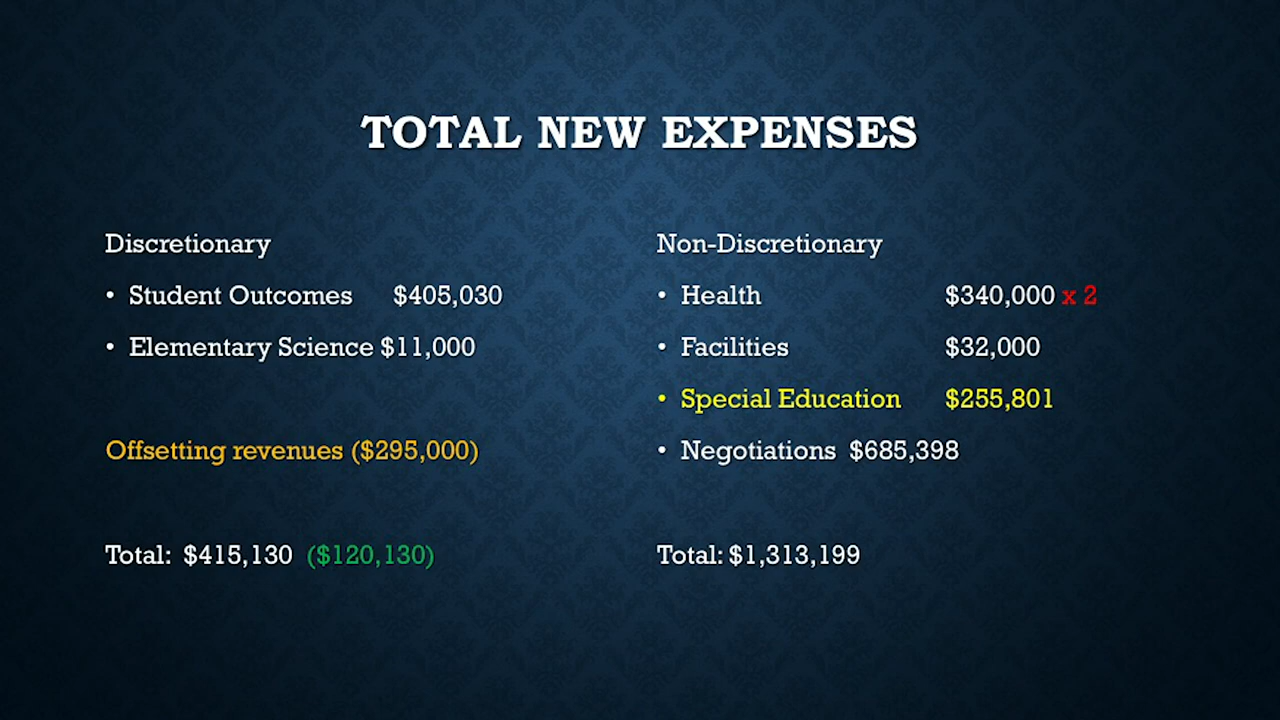 TOTAL NEW EXPENSES
Discretionary
• Student Outcomes $405,030
• Elementary Science $11,000
Offsetting revenues ($295,000)
Total: $415,130 ($120,130)
Non-Discretionary
• Health $340,000 x 2
• Facilities $32,000
• Special Education $255,801
• Negotiations $685,398
Total: $1,313,199